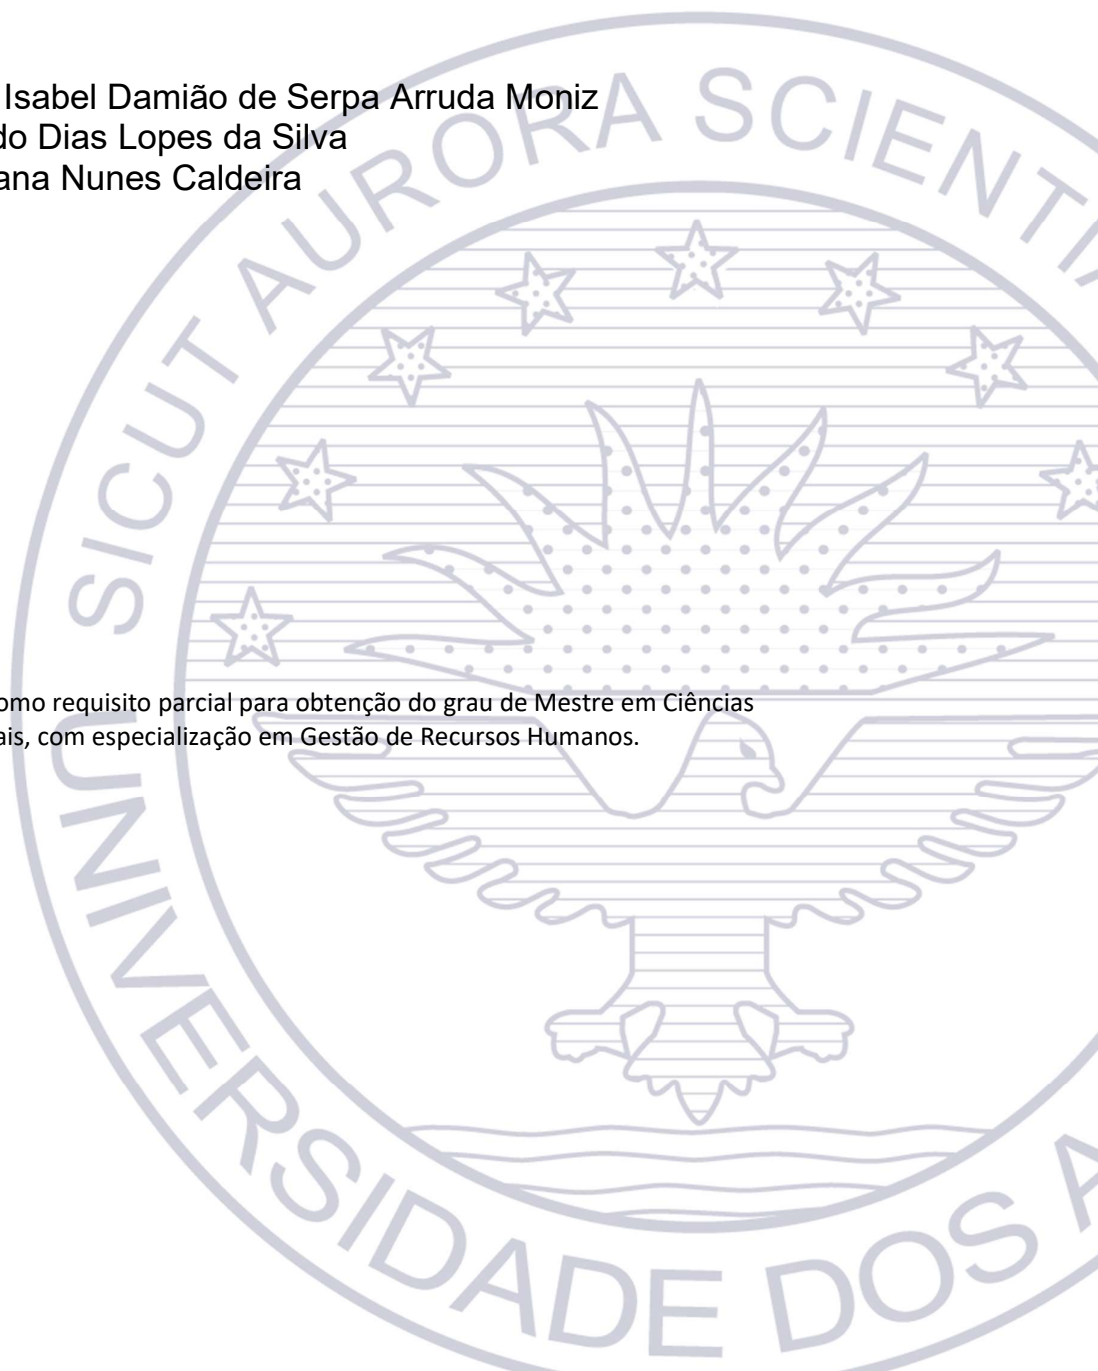 Isabel Damião de Serpa Arruda Moniz
do Dias Lopes da Silva
ana Nunes Caldeira
omo requisito parcial para obtenção do grau de Mestre em Ciências
ais, com especialização em Gestão de Recursos Humanos.
SICUT AURORA SCIENTIA
UNIVERSIDADE DOS A